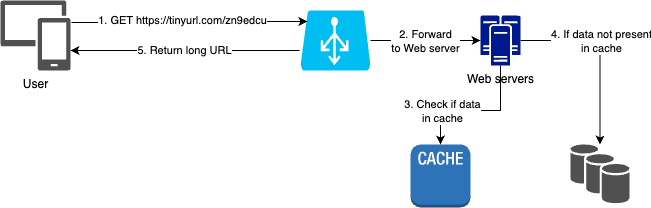 1. GET https://tinyurl.com/zn9edcu
2. Forward
to Web server
4. If data not present
in cache
5. Return long URL
User
Web servers
3. Check if data
in cache
CACHE